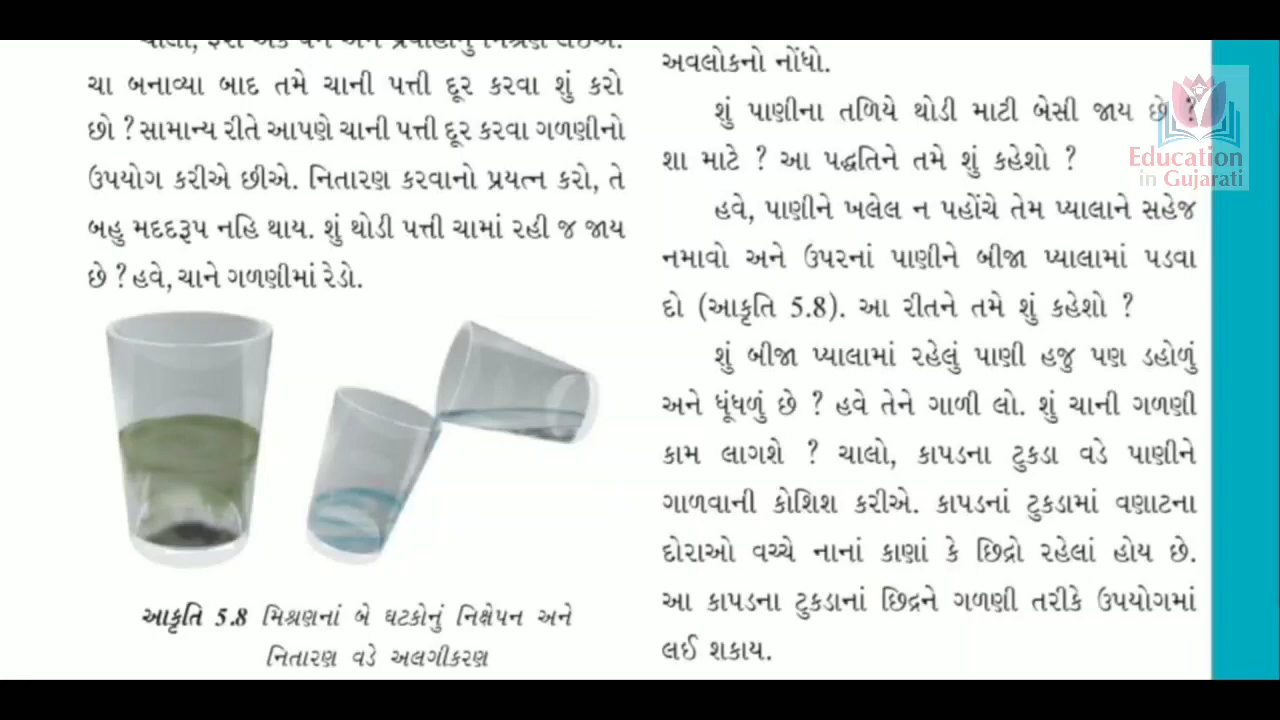 ચા બનાવ્યા બાદ તમે ચાની પત્તી દૂર કરવા શું કરો
છો ? સામાન્ય રીતે આપણે ચાની પત્તી દૂર કરવા ગળણીનો
ઉપયોગ કરીએ છીએ. નિતારણ કરવાનો પ્રયત્ન કરો, તે
બહુ મદદરૂપ નહિ થાય. શું થોડી પત્તી ચામાં રહી જ જાય
છે ? હવે, ચાને ગળણીમાં રેડો.
આકૃતિ 5.8 મિશ્રણનાં બે ઘટકોનું નિક્ષેપન અને
નિતારણ વડે અલગીકરણ
અવલોકનો નોંધો.
શું પાણીના તળિયે થોડી માટી બેસી જાય છે ?
શા માટે ? આ પદ્ધતિને તમે શું કહેશો ?
હવે, પાણીને ખલેલ ન પહોંચે તેમ પ્યાલાને સહેજ
નમાવો અને ઉપરનાં પાણીને બીજા પ્યાલામાં પડવા
દો (આકૃતિ 5.8). આ રીતને તમે શું કહેશો ?
શું બીજા પ્યાલામાં રહેલું પાણી હજુ પણ ડહોળું
અને ધૂંધળું છે ? હવે તેને ગાળી લો. શું ચાની ગળણી
કામ લાગશે ? ચાલો, કાપડના ટુકડા વડે પાણીને
ગાળવાની કોશિશ કરીએ. કાપડનાં ટુકડામાં વણાટના
દોરાઓ વચ્ચે નાનાં કાણાં કે છિદ્રો રહેલાં હોય છે.
આ કાપડના ટુકડાનાં છિદ્રને ગળણી તરીકે ઉપયોગમાં
લઈ શકાય.
Education
in Gujarati